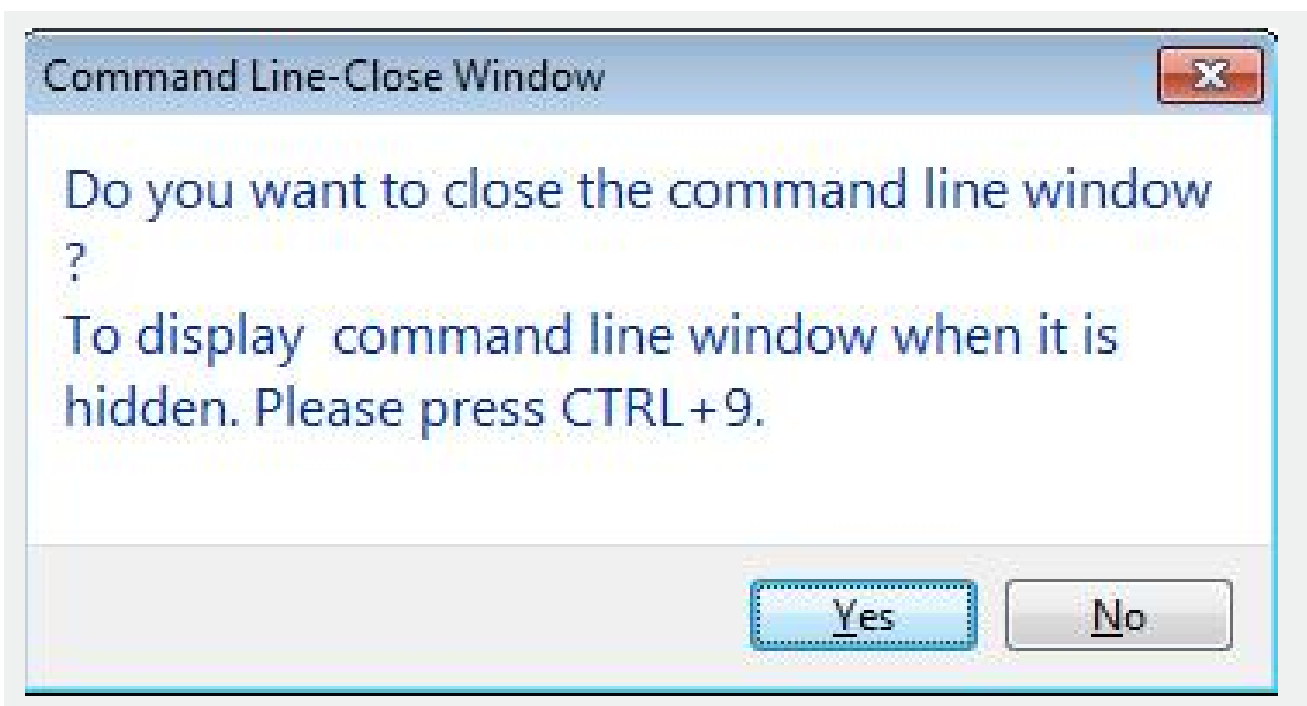 Command Line-Close Window
Do you want to close the command line window
?
To display  command line window when it is
hidden. Please press CTRL+9.
Yes
No